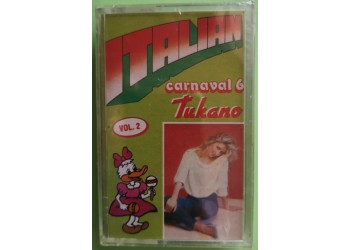 ITALIAN
carnaval 6
Tukano
VOL. 2